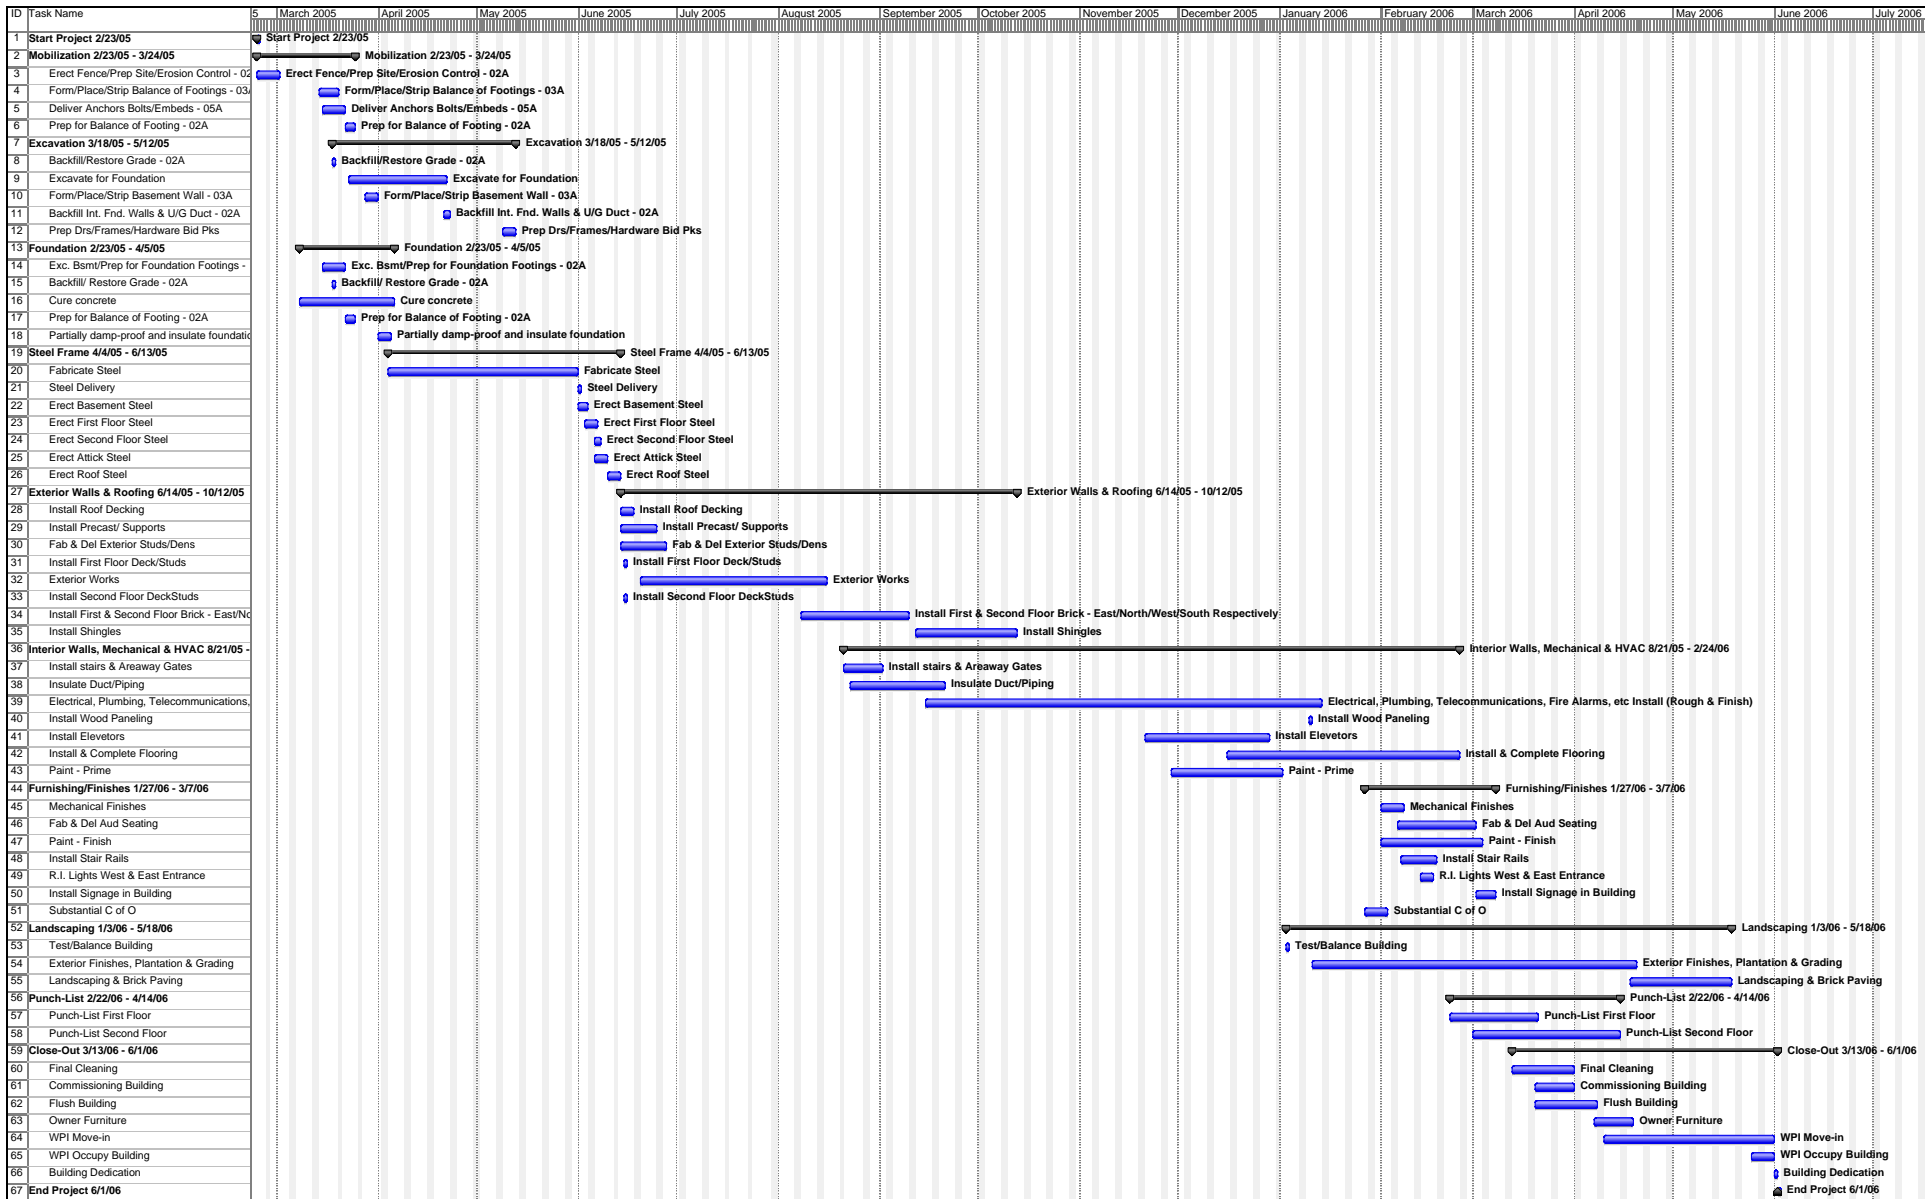 ID Task Name 5 March 2005 April 2005 May 2005 June 2005 July 2005 August 2005 September 2005 October 2005 November 2005 December 2005 January 2006 February 2006 March 2006 April 2006 May 2006 June 2006 July 2006
1 Start Project 2/23/05 Start Project 2/23/05
2 Mobilization 2/23/05 - 3/24/05 Mobilization 2/23/05 - 3/24/05
3 Erect Fence/Prep Site/Erosion Control - 02 Erect Fence/Prep Site/Erosion Control - 02A
4 Form/Place/Strip Balance of Footings - 03A Form/Place/Strip Balance of Footings - 03A
5 Deliver Anchors Bolts/Embeds - 05A Deliver Anchors Bolts/Embeds - 05A
6 Prep for Balance of Footing - 02A Prep for Balance of Footing - 02A
7 Excavation 3/18/05 - 5/12/05 Excavation 3/18/05 - 5/12/05
8 Backfill/Restore Grade - 02A Backfill/Restore Grade - 02A
9 Excavate for Foundation Excavate for Foundation
10 Form/Place/Strip Basement Wall - 03A Form/Place/Strip Basement Wall - 03A
11 Backfill Int. Fnd. Walls & U/G Duct - 02A Backfill Int. Fnd. Walls & U/G Duct - 02A
12 Prep Drs/Frames/Hardware Bid Pks Prep Drs/Frames/Hardware Bid Pks
13 Foundation 2/23/05 - 4/5/05 Foundation 2/23/05 - 4/5/05
14 Exc. Bsmt/Prep for Foundation Footings - Exc. Bsmt/Prep for Foundation Footings - 02A
15 Backfill/ Restore Grade - 02A Backfill/ Restore Grade - 02A
16 Cure concrete Cure concrete
17 Prep for Balance of Footing - 02A Prep for Balance of Footing - 02A
18 Partially damp-proof and insulate foundatic Partially damp-proof and insulate foundation
19 Steel Frame 4/4/05 - 6/13/05 Steel Frame 4/4/05 - 6/13/05
20 Fabricate Steel Fabricate Steel
21 Steel Delivery Steel Delivery
22 Erect Basement Steel Erect Basement Steel
23 Erect First Floor Steel Erect First Floor Steel
24 Erect Second Floor Steel Erect Second Floor Steel
25 Erect Attick Steel Erect Attick Steel
26 Erect Roof Steel Erect Roof Steel
27 Exterior Walls & Roofing 6/14/05 - 10/12/05 Exterior Walls & Roofing 6/14/05 - 10/12/05
28 Install Roof Decking Install Roof Decking
29 Install Precast/ Supports Install Precast/ Supports
30 Fab & Del Exterior Studs/Dens Fab & Del Exterior Studs/Dens
31 Install First Floor Deck/Studs Install First Floor Deck/Studs
32 Exterior Works Exterior Works
33 Install Second Floor DeckStuds Install Second Floor DeckStuds
34 Install First & Second Floor Brick - East/No Install First & Second Floor Brick - East/North/West/South Respectively
35 Install Shingles Install Shingles
36 Interior Walls, Mechanical & HVAC 8/21/05 - Interior Walls, Mechanical & HVAC 8/21/05 - 2/24/06
37 Install stairs & Areaway Gates Install stairs & Areaway Gates
38 Insulate Duct/Piping Insulate Duct/Piping
39 Electrical, Plumbing, Telecommunications, Electrical, Plumbing, Telecommunications, Fire Alarms, etc Install (Rough & Finish)
40 Install Wood Paneling Install Wood Paneling
41 Install Elevetors Install Elevetors
42 Install & Complete Flooring Install & Complete Flooring
43 Paint - Prime Paint - Prime
44 Furnishing/Finishes 1/27/06 - 3/7/06 Furnishing/Finishes 1/27/06 - 3/7/06
45 Mechanical Finishes Mechanical Finishes
46 Fab & Del Aud Seating Fab & Del Aud Seating
47 Paint - Finish Paint - Finish
48 Install Stair Rails Install Stair Rails
49 R.I. Lights West & East Entrance R.I. Lights West & East Entrance
50 Install Signage in Building Install Signage in Building
51 Substantial C of O Substantial C of O
52 Landscaping 1/3/06 - 5/18/06 Landscaping 1/3/06 - 5/18/06
53 Test/Balance Building Test/Balance Building
54 Exterior Finishes, Plantation & Grading Exterior Finishes, Plantation & Grading
55 Landscaping & Brick Paving Landscaping & Brick Paving
56 Punch-List 2/22/06 - 4/14/06 Punch-List 2/22/06 - 4/14/06
57 Punch-List First Floor Punch-List First Floor
58 Punch-List Second Floor Punch-List Second Floor
59 Close-Out 3/13/06 - 6/1/06 Close-Out 3/13/06 - 6/1/06
60 Final Cleaning Final Cleaning
61 Commissioning Building Commissioning Building
62 Flush Building Flush Building
63 Owner Furniture Owner Furniture
64 WPI Move-in WPI Move-in
65 WPI Occupy Building WPI Occupy Building
66 Building Dedication Building Dedication
67 End Project 6/1/06 End Project 6/1/06